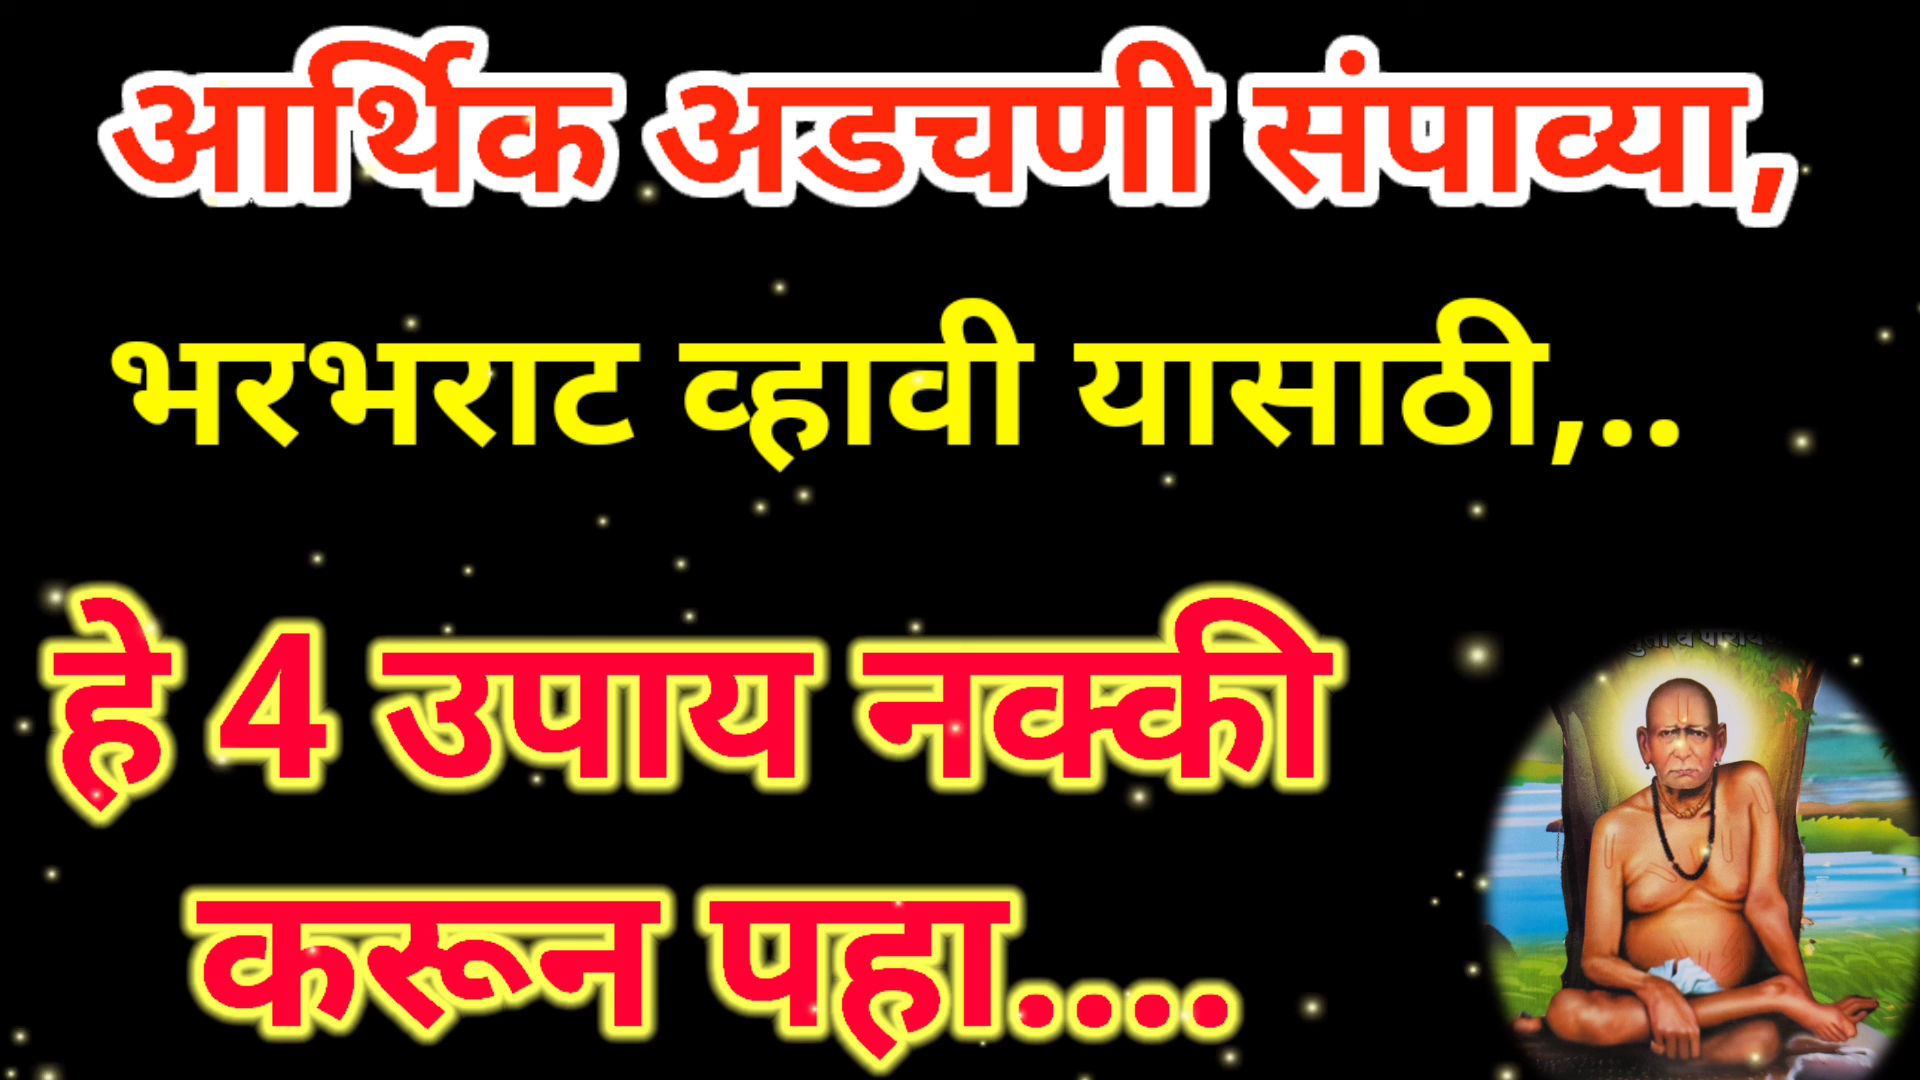 आर्थिक अडचणी संपाव्या,
भरभराट व्हावी यासाठी,..
हे 4 उपाय नक्की
करून पहा....